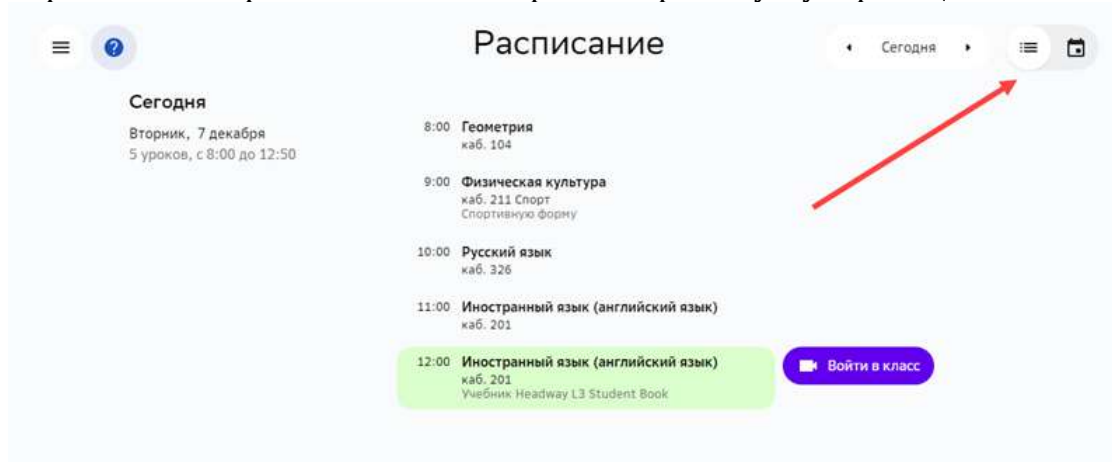 Расписание
Сегодня
Сегодня
Вторник, 7 декабря
5 уроков, с 8:00 до 12:50
8:00 Геометрия
каб. 104
9:00 Физическая культура
каб. 211 Спорт
Спортивную форму
10:00 Русский язык
каб. 326
11:00 Иностранный язык (английский язык)
каб. 201
12:00 Иностранный язык (английский язык)
каб. 201
Учебник Headway L3 Student Book
Войти в класс